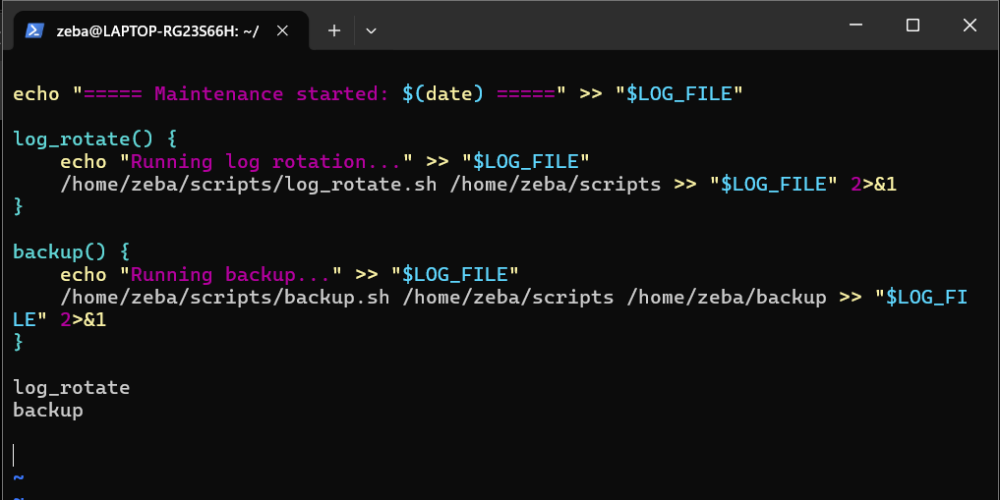 zeba@LAPTOP-RG23S66H: ~/
echo "===== Maintenance started: $(date) =====" >> "$LOG_FILE"
log_rotate() {
    echo "Running log rotation..." >> "$LOG_FILE"
    /home/zeba/scripts/log_rotate.sh /home/zeba/scripts >> "$LOG_FILE" 2>&1
}
backup() {
    echo "Running backup..." >> "$LOG_FILE"
    /home/zeba/scripts/backup.sh /home/zeba/scripts /home/zeba/backup >> "$LOG_FI
LE" 2>&1
}
log_rotate
backup
~
~